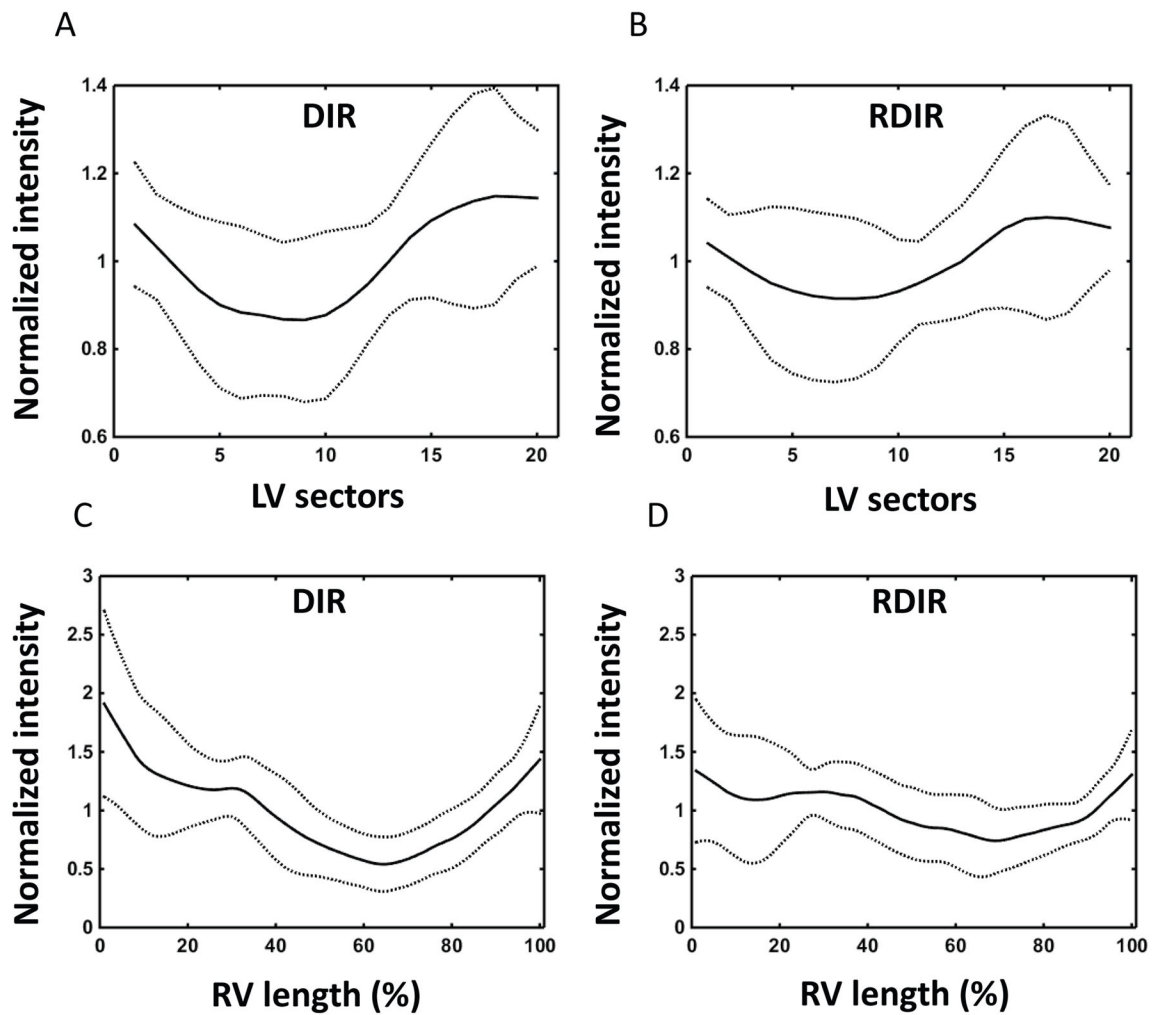 A
B
Normalized intensity
1.4
1.2
1
0.8
0.6
DIR
0 5 10 15 20
LV sectors
Normalized intensity
1.4
1.2
1
0.8
0.6
RDIR
0 5 10 15 20
LV sectors
C
D
Normalized intensity
3
2.5
2
1.5
1
0.5
0
DIR
0 20 40 60 80 100
RV length (%)
Normalized intensity
3
2.5
2
1.5
1
0.5
0
RDIR
0 20 40 60 80 100
RV length (%)